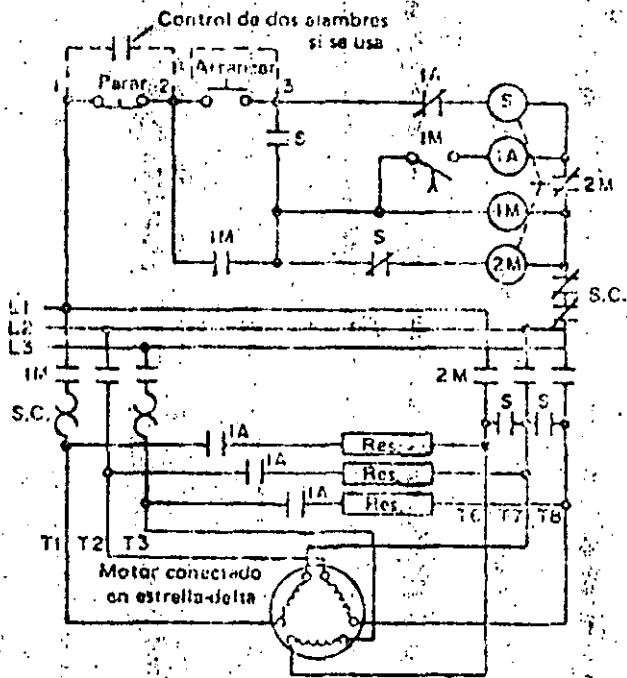 Control de dos alambres
si se usa
Arrancar
1
Parar
2
3
1A
S
S
1M
1A
2M
1M
1M
S
2M
S.C.
L1
L2
L3
1M
2M
S.C.
S
S
1A
Res.
1A
Res.
1A
Res.
T6
T7
T8
T1
T2
T3
Motor conectado
en estrella-delta